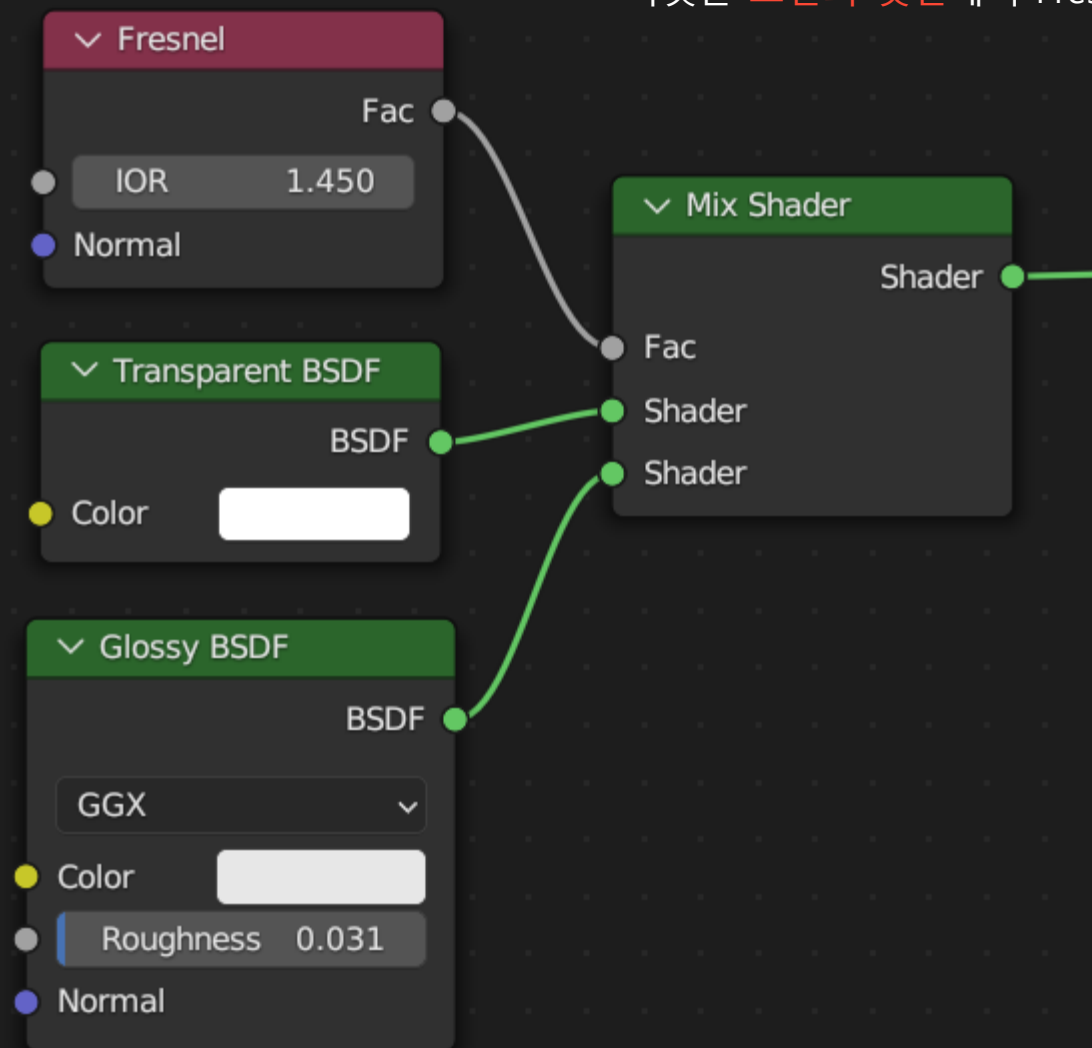 Fresnel
Fac
IOR 1.450
Normal
Mix Shader
Shader
Fac
Shader
Shader
Transparent BSDF
BSDF
Color
Glossy BSDF
BSDF
GGX
Color
Roughness 0.031
Normal